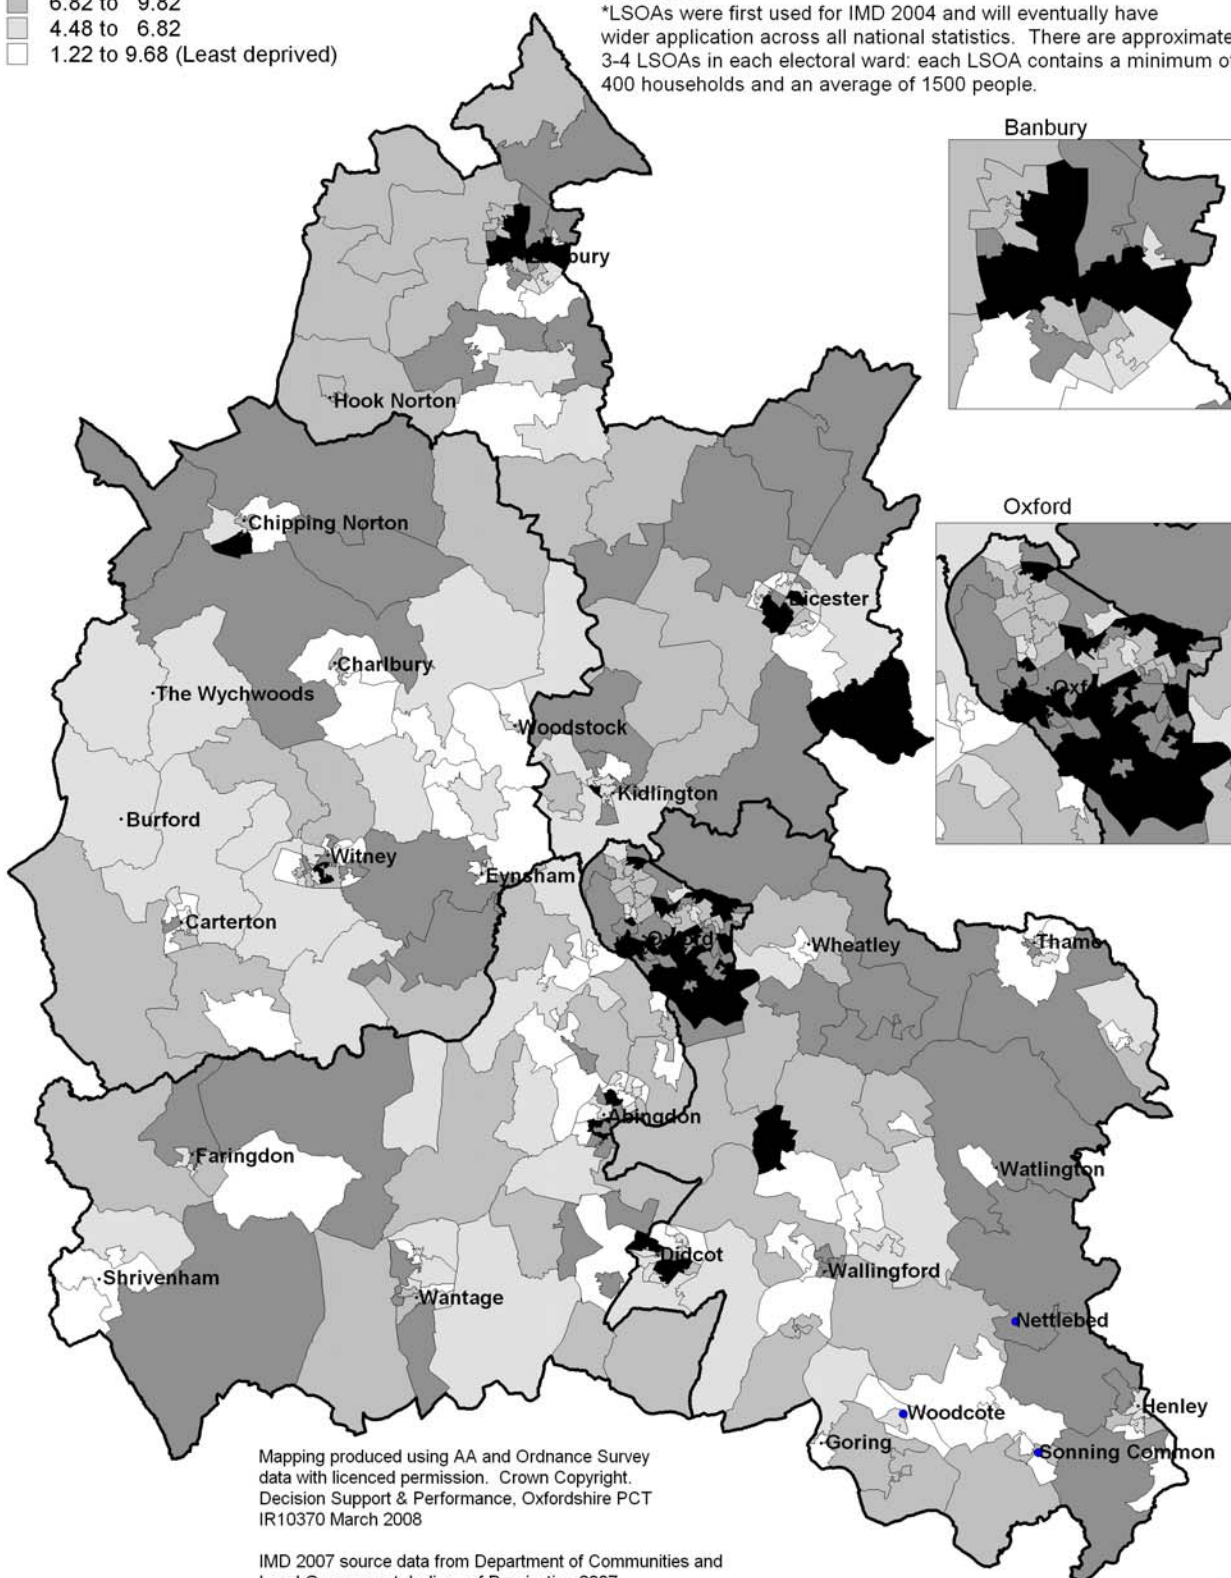 6.82 to 9.82
4.48 to 6.82
1.22 to 9.68 (Least deprived)
*LSOAs were first used for IMD 2004 and will eventually have
wider application across all national statistics. There are approximate
3-4 LSOAs in each electoral ward: each LSOA contains a minimum of
400 households and an average of 1500 people.
Banbury
Banbury
Hook Norton
Oxford
Chipping Norton
Bicester
Charlbury
The Wychwoods
Oxford
Woodstock
Kidlington
Burford
Witney
Eynsham
Carterton
Oxford
Wheatley
Thame
Abingdon
Faringdon
Watlington
Didcot
Wallingford
Shrivenham
Wantage
Nettlebed
Woodcote
Henley
Goring
Sonning Common
Mapping produced using AA and Ordnance Survey
data with licenced permission. Crown Copyright.
Decision Support & Performance, Oxfordshire PCT
IR10370 March 2008
IMD 2007 source data from Department of Communities and